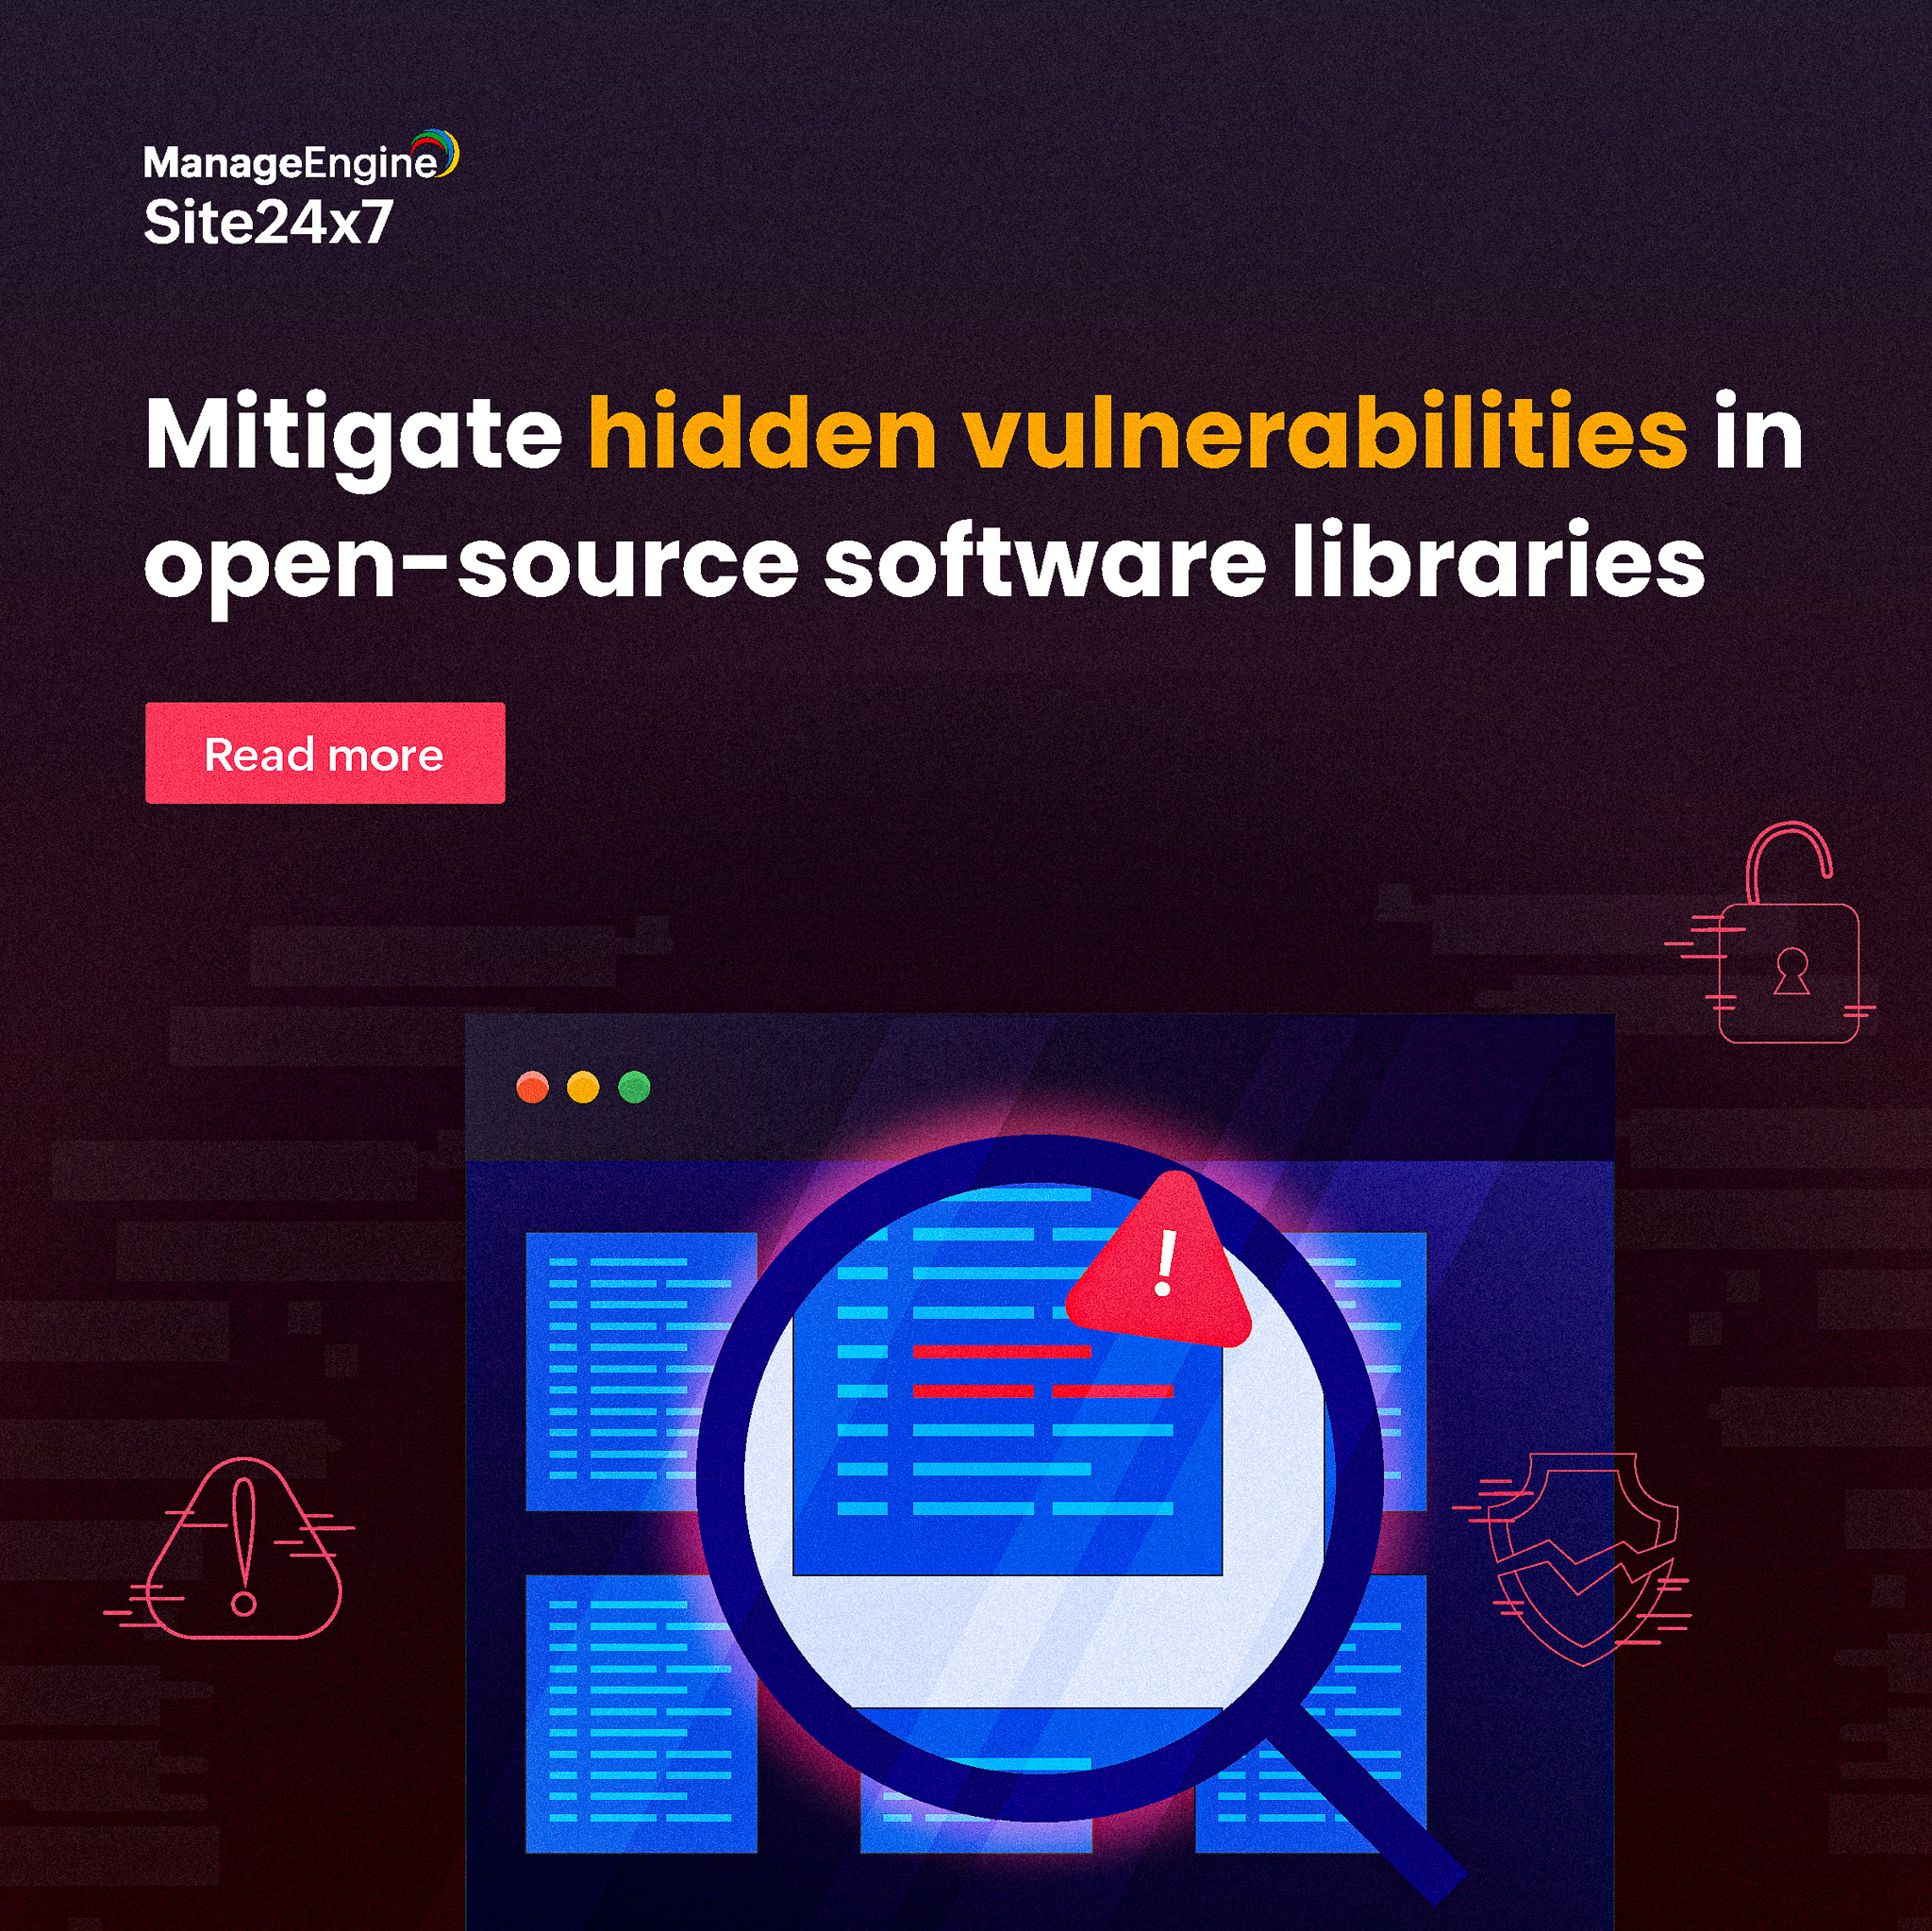 ManageEngine
Site24x7
Mitigate hidden vulnerabilities in
open-source software libraries
Read more
!